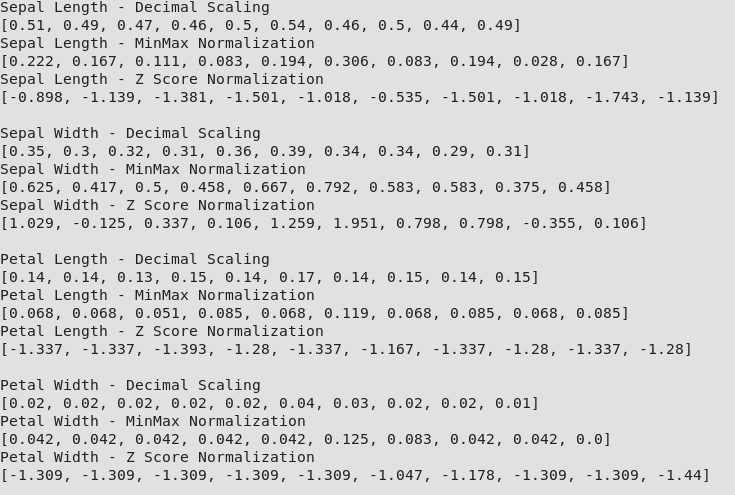 Sepal Length - Decimal Scaling
[0.51, 0.49, 0.47, 0.46, 0.5, 0.54, 0.46, 0.5, 0.44, 0.49]
Sepal Length - MinMax Normalization
[0.222, 0.167, 0.111, 0.083, 0.194, 0.306, 0.083, 0.194, 0.028, 0.167]
Sepal Length - Z Score Normalization
[-0.898, -1.139, -1.381, -1.501, -1.018, -0.535, -1.501, -1.018, -1.743, -1.139]
Sepal Width - Decimal Scaling
[0.35, 0.3, 0.32, 0.31, 0.36, 0.39, 0.34, 0.34, 0.29, 0.31]
Sepal Width - MinMax Normalization
[0.625, 0.417, 0.5, 0.458, 0.667, 0.792, 0.583, 0.583, 0.375, 0.458]
Sepal Width - Z Score Normalization
[1.029, -0.125, 0.337, 0.106, 1.259, 1.951, 0.798, 0.798, -0.355, 0.106]
Petal Length - Decimal Scaling
[0.14, 0.14, 0.13, 0.15, 0.14, 0.17, 0.14, 0.15, 0.14, 0.15]
Petal Length - MinMax Normalization
[0.068, 0.068, 0.051, 0.085, 0.068, 0.119, 0.068, 0.085, 0.068, 0.085]
Petal Length - Z Score Normalization
[-1.337, -1.337, -1.393, -1.28, -1.337, -1.167, -1.337, -1.28, -1.337, -1.28]
Petal Width - Decimal Scaling
[0.02, 0.02, 0.02, 0.02, 0.02, 0.04, 0.03, 0.02, 0.02, 0.01]
Petal Width - MinMax Normalization
[0.042, 0.042, 0.042, 0.042, 0.042, 0.125, 0.083, 0.042, 0.042, 0.0]
Petal Width - Z Score Normalization
[-1.309, -1.309, -1.309, -1.309, -1.309, -1.047, -1.178, -1.309, -1.309, -1.44]